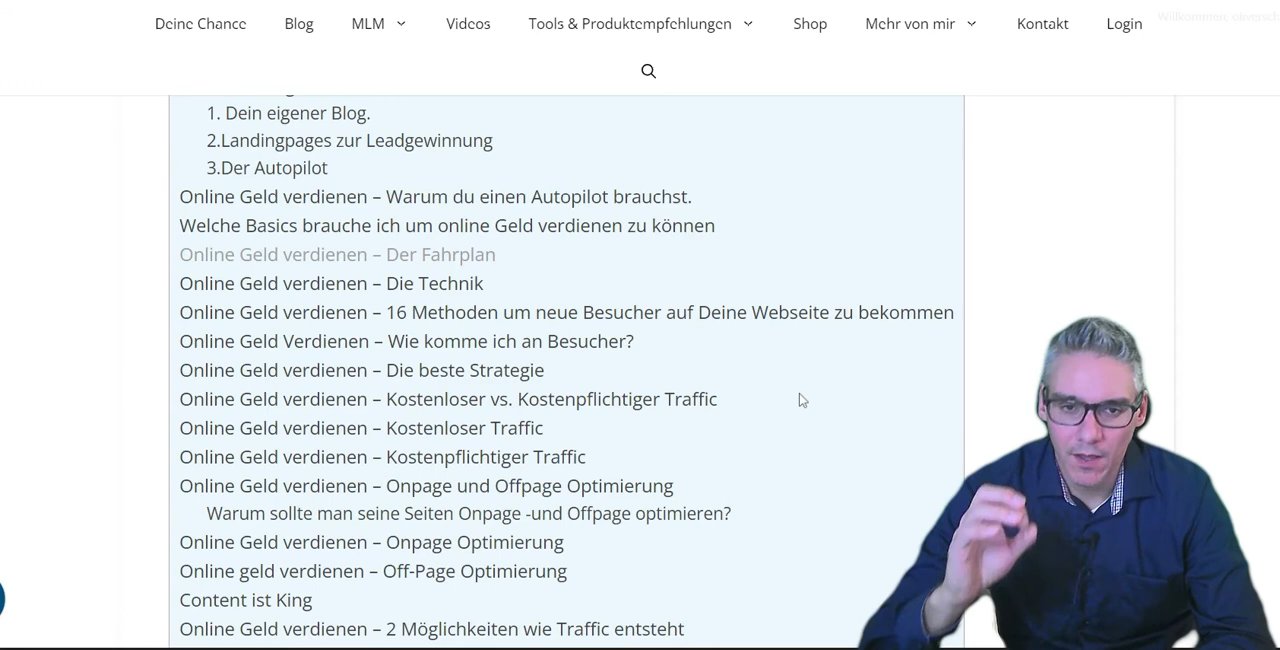 Deine Chance Blog MLM Videos Tools & Produktempfehlungen Shop Mehr von mir Kontakt Login
1. Dein eigener Blog.
2.Landingpages zur Leadgewinnung
3.Der Autopilot
Online Geld verdienen – Warum du einen Autopilot brauchst.
Welche Basics brauche ich um online Geld verdienen zu können
Online Geld verdienen – Der Fahrplan
Online Geld verdienen – Die Technik
Online Geld verdienen – 16 Methoden um neue Besucher auf Deine Webseite zu bekommen
Online Geld Verdienen – Wie komme ich an Besucher?
Online Geld verdienen – Die beste Strategie
Online Geld verdienen – Kostenloser vs. Kostenpflichtiger Traffic
Online Geld verdienen – Kostenloser Traffic
Online Geld verdienen – Kostenpflichtiger Traffic
Online Geld verdienen – Onpage und Offpage Optimierung
Warum sollte man seine Seiten Onpage -und Offpage optimieren?
Online Geld verdienen – Onpage Optimierung
Online geld verdienen – Off-Page Optimierung
Content ist King
Online Geld verdienen – 2 Möglichkeiten wie Traffic entsteht